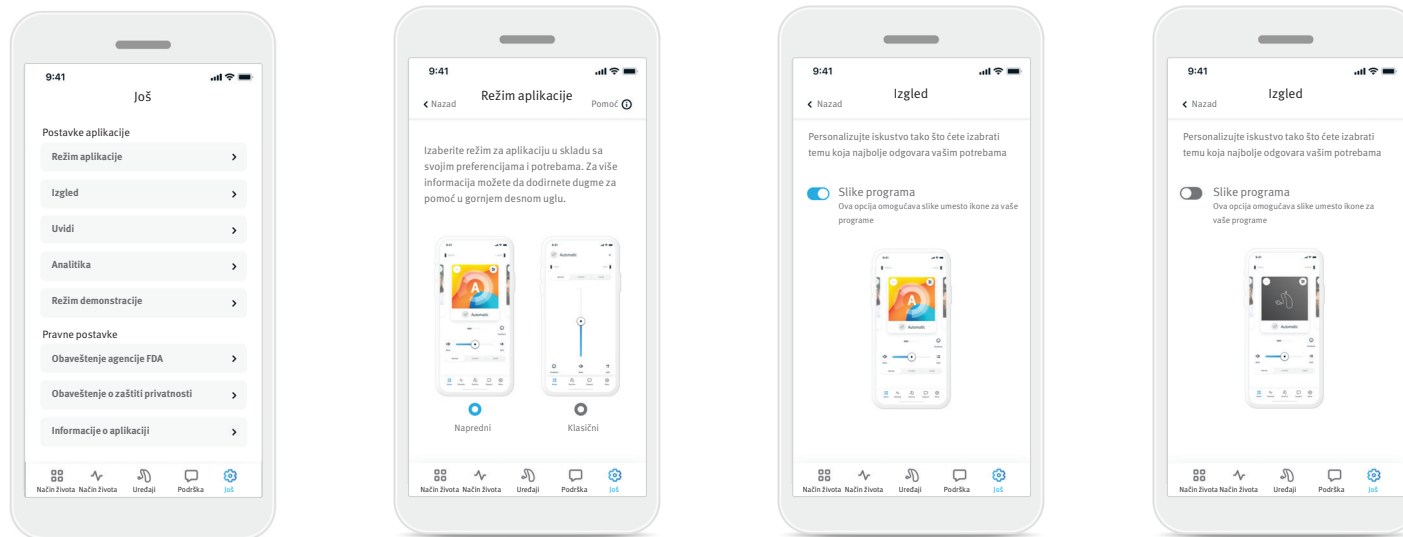 9:41
Još
Postavke aplikacije
Režim aplikacije
Izgled
Uvidi
Analitika
Režim demonstracije
Pravne postavke
Obaveštenje agencije FDA
Obaveštenje o zaštiti privatnosti
Informacije o aplikaciji
Način života Način života Uređaji Podrška Još
9:41
Nazad Režim aplikacije Pomoć
Izaberite režim za aplikaciju u skladu sa
svojim preferencijama i potrebama. Za više
informacija možete da dodirnete dugme za
pomoć u gornjem desnom uglu.
A
Automatic
Automatic
Napredni Klasični
Način života Način života Uređaji Podrška Još
9:41
Nazad Izgled
Personalizujte iskustvo tako što ćete izabrati
temu koja najbolje odgovara vašim potrebama
Slike programa
Ova opcija omogućava slike umesto ikone za vaše
programe
A
Automatic
Način života Način života Uređaji Podrška Još
9:41
Nazad Izgled
Personalizujte iskustvo tako što ćete izabrati
temu koja najbolje odgovara vašim potrebama
Slike programa
Ova opcija omogućava slike umesto ikone za
vaše programe
Automatic
Način života Način života Uređaji Podrška Još